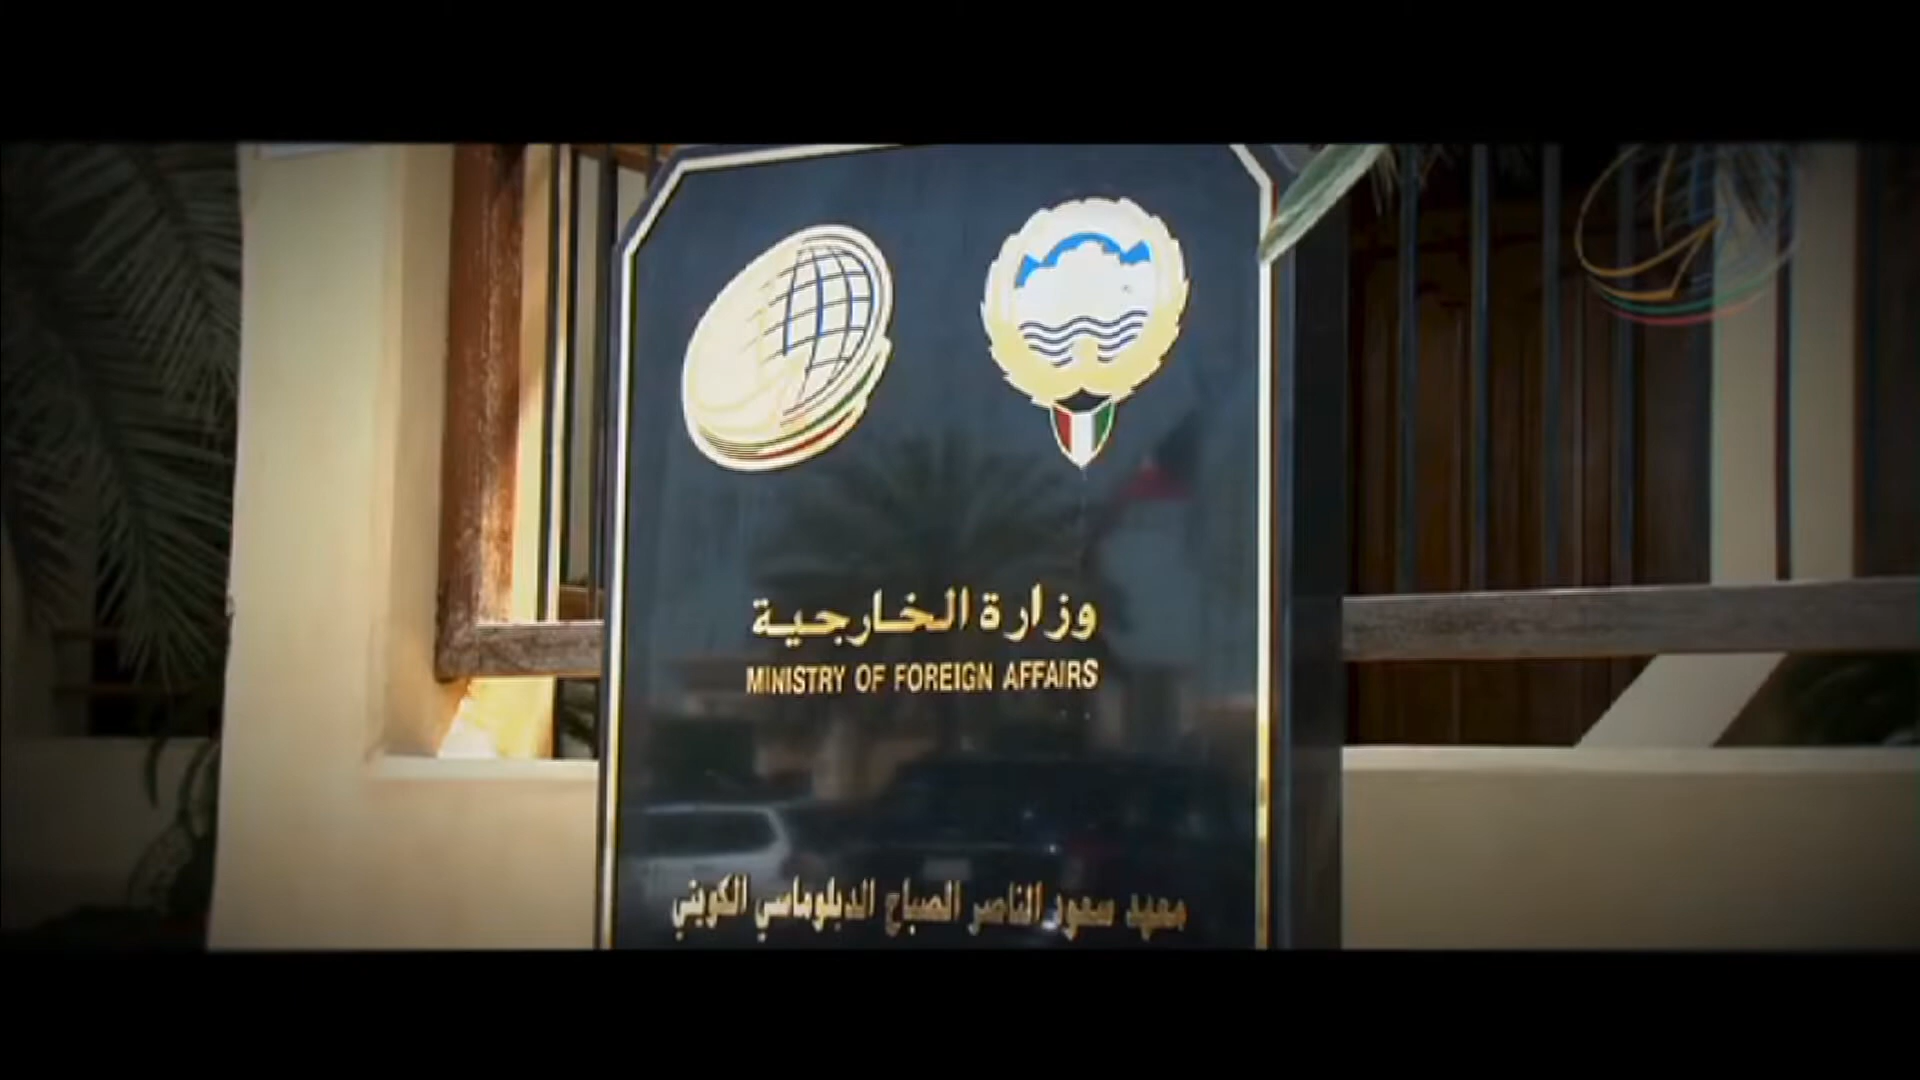 وزارة الخارجية
MINISTRY OF FOREIGN AFFAIRS
معهد سعود الناصر الصباح الدبلوماسي الكويتي